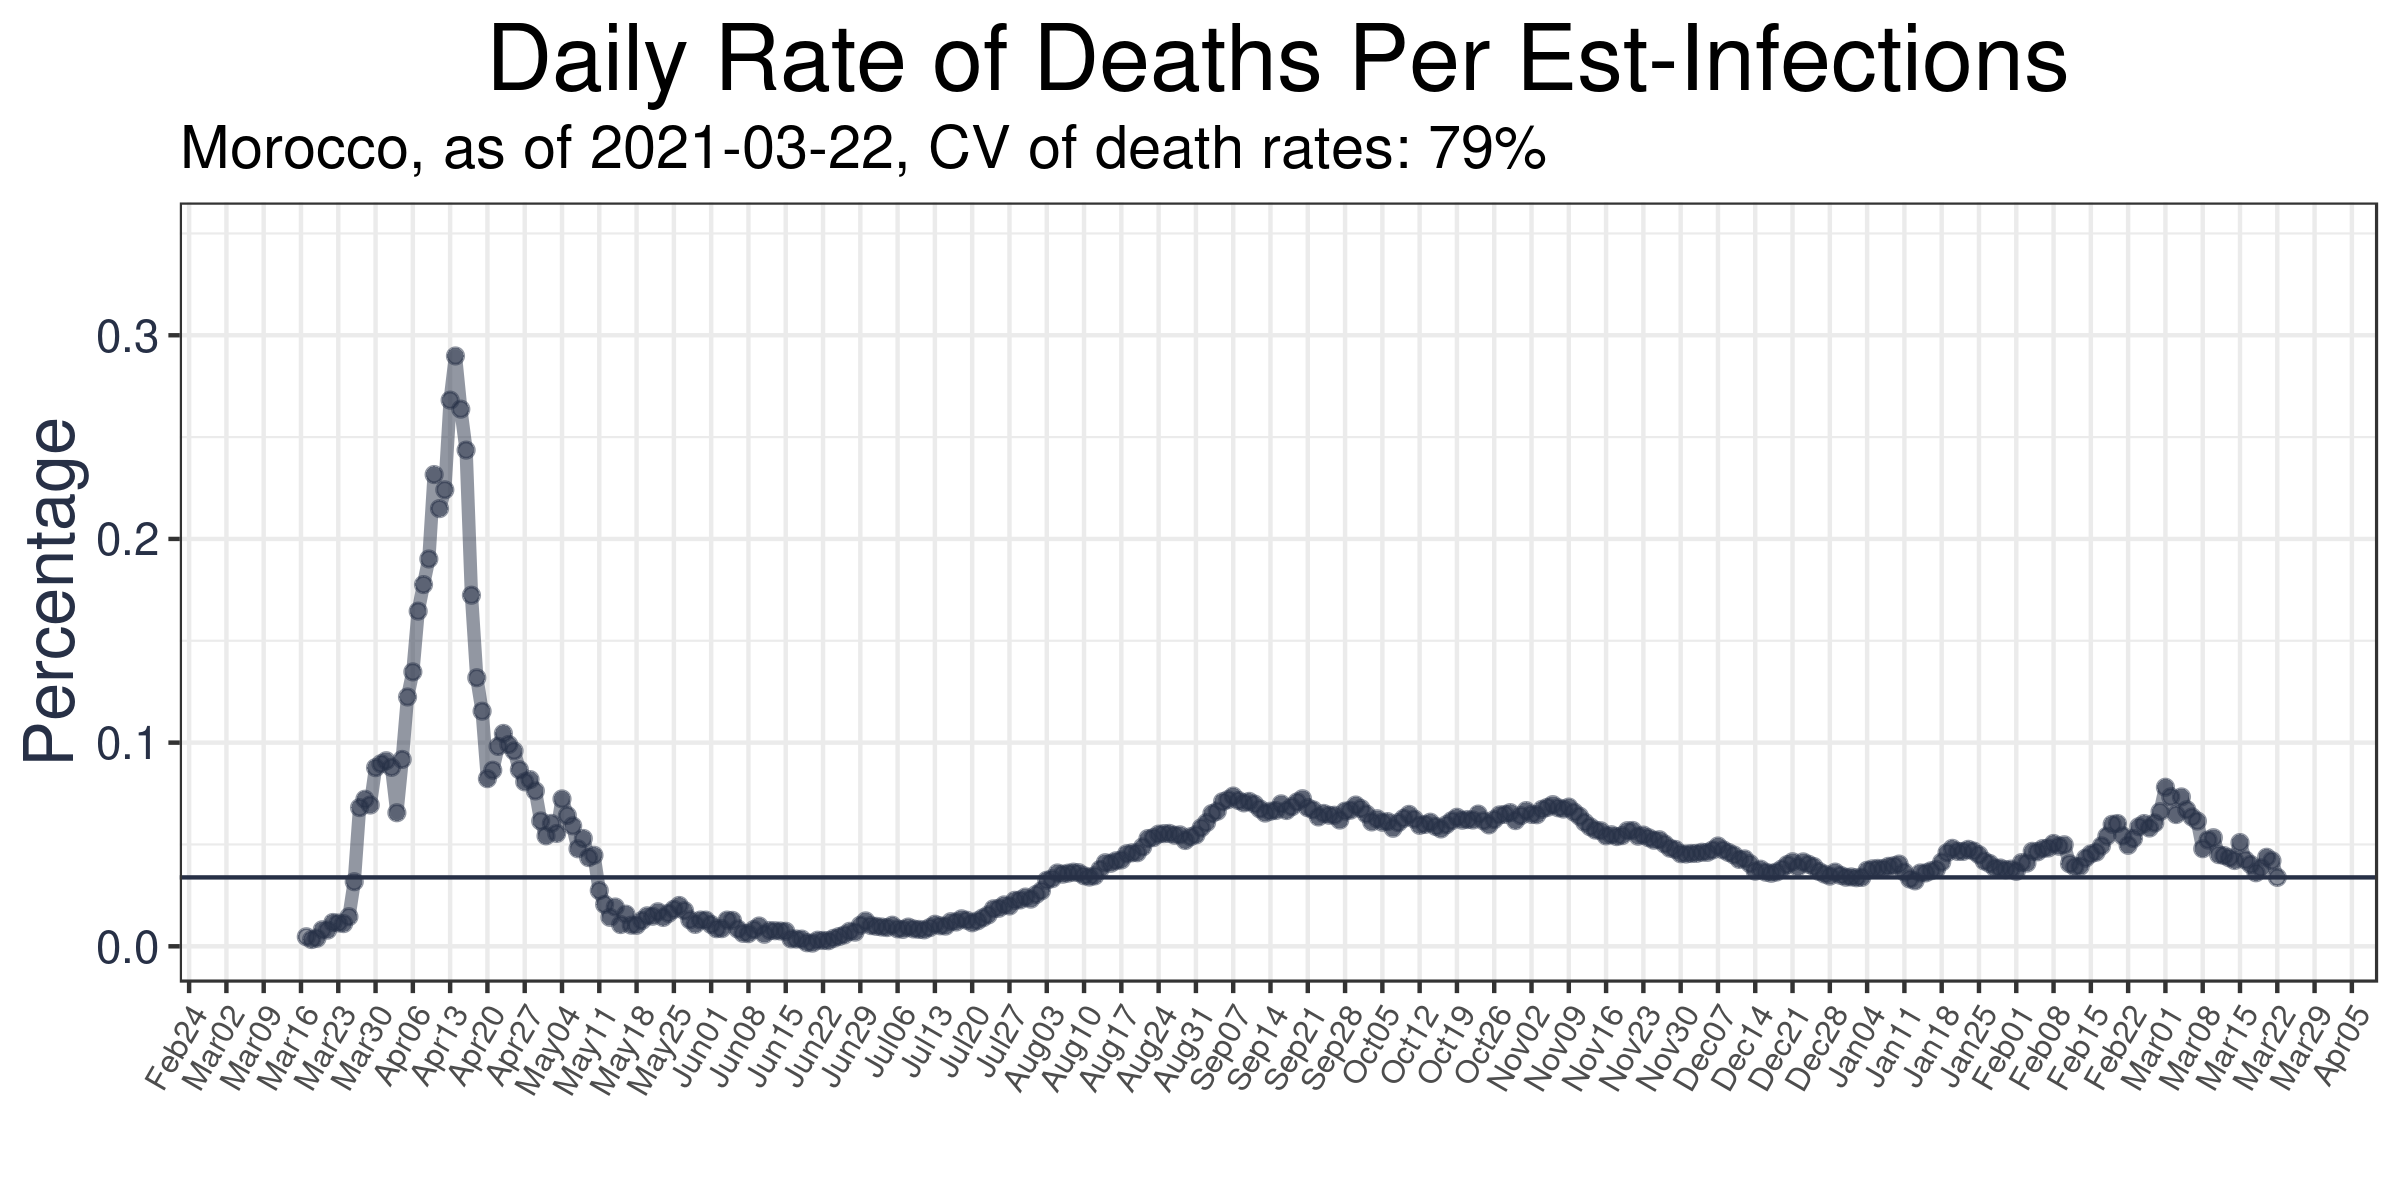 Daily Rate of Deaths Per Est-Infections
Morocco, as of 2021-03-22, CV of death rates: 79%
Percentage
0.3
0.2
0.1
0.0
Feb24
Mar02
Mar09
Mar16
Mar23
Mar30
Apr06
Apr13
Apr20
Apr27
May04
May11
May18
May25
Jun01
Jun08
Jun15
Jun22
Jun29
Jul06
Jul13
Jul20
Jul27
Aug03
Aug10
Aug17
Aug24
Aug31
Sep07
Sep14
Sep21
Sep28
Oct05
Oct12
Oct19
Oct26
Nov02
Nov09
Nov16
Nov23
Nov30
Dec07
Dec14
Dec21
Dec28
Jan04
Jan11
Jan18
Jan25
Feb01
Feb08
Feb15
Feb22
Mar01
Mar08
Mar15
Mar22
Mar29
Apr05